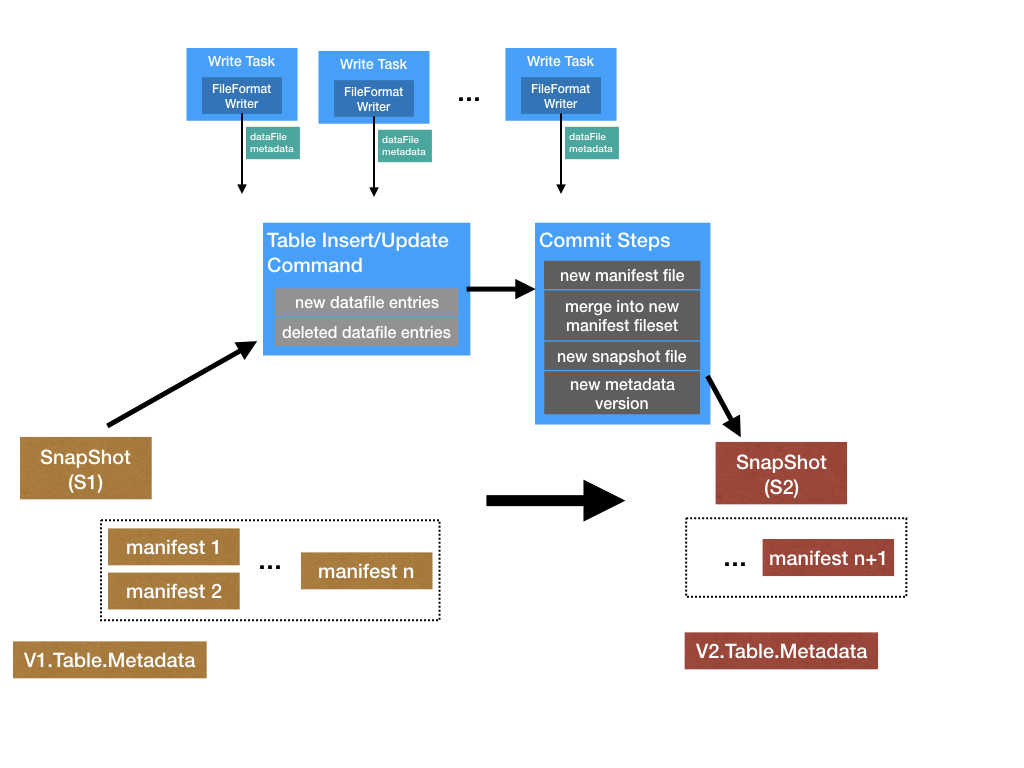 Write Task
FileFormat
Writer
dataFile
metadata
Write Task
FileFormat
Writer
dataFile
metadata
...
Write Task
FileFormat
Writer
dataFile
metadata
Table Insert/Update
Command
new datafile entries
deleted datafile entries
Commit Steps
new manifest file
merge into new
manifest fileset
new snapshot file
new metadata
version
SnapShot
(S1)
manifest 1
manifest 2
...
manifest n
V1.Table.Metadata
SnapShot
(S2)
...
manifest n+1
V2.Table.Metadata